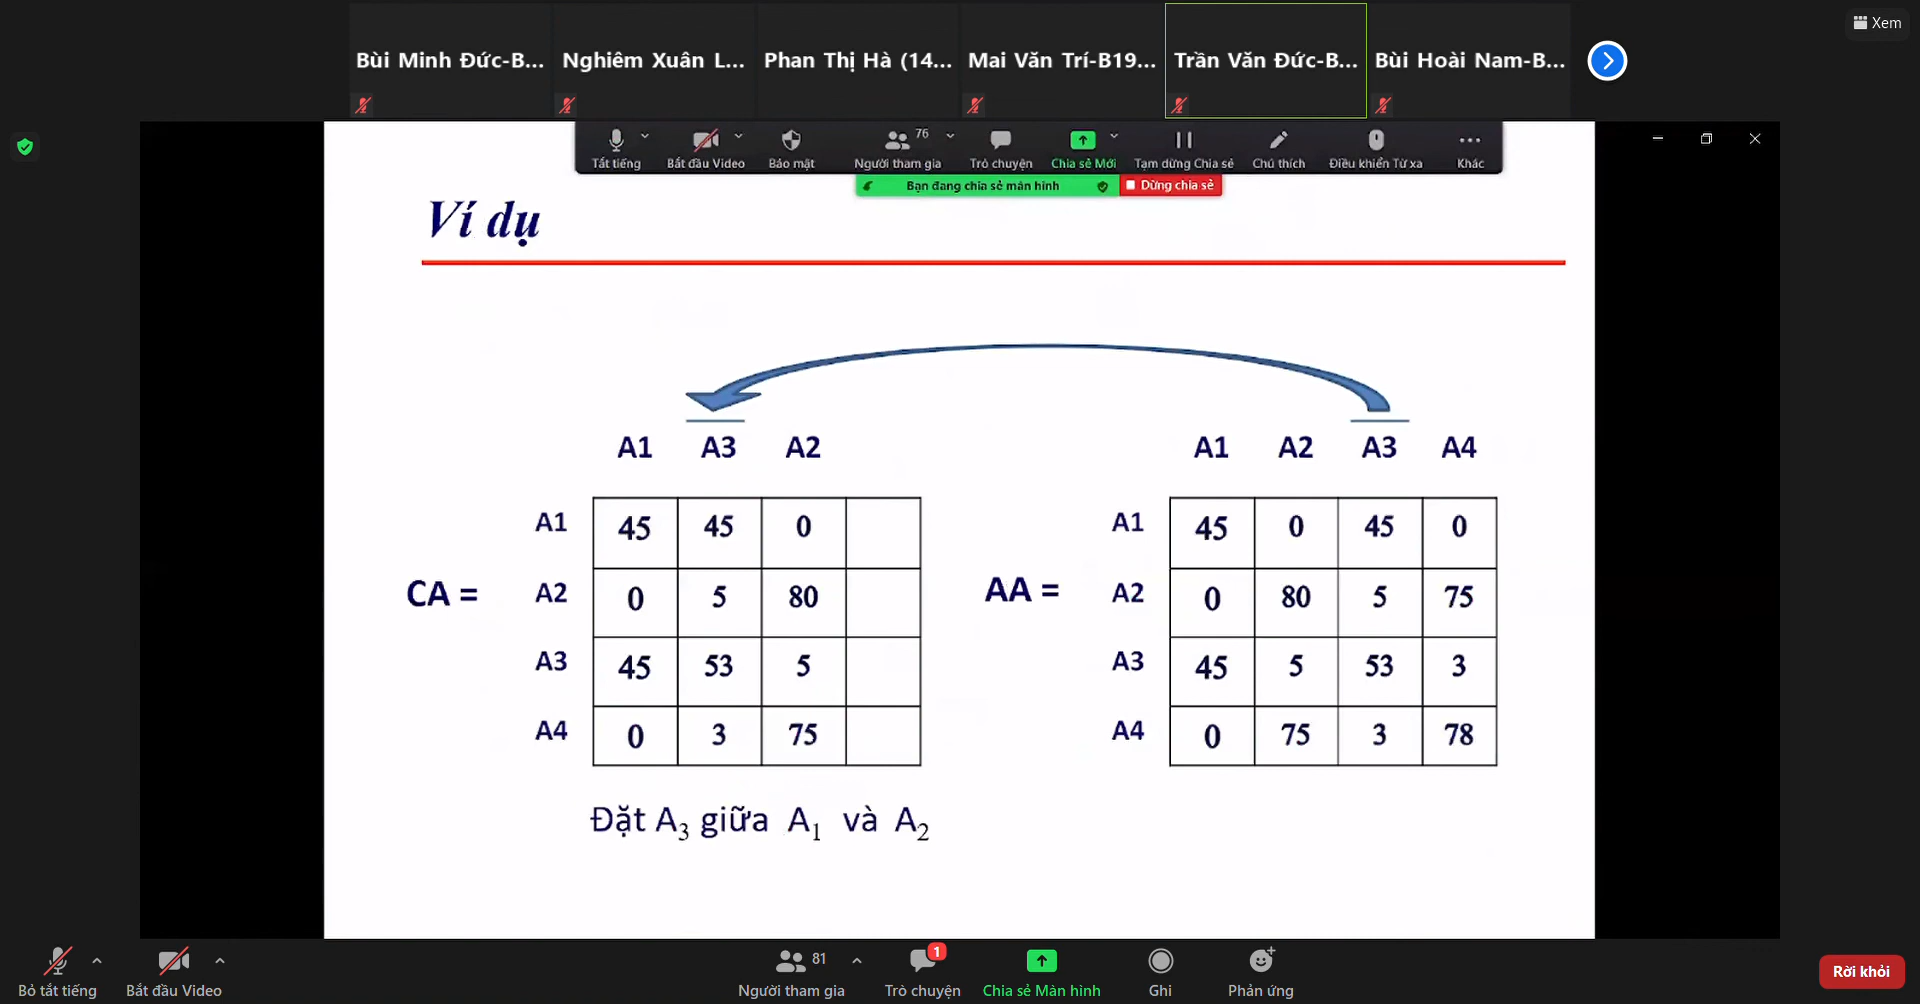 Xem
Bùi Minh Đức-B...
Nghiêm Xuân L...
Phan Thị Hà (14...
Mai Văn Trí-B19...
Trần Văn Đức-B...
Bùi Hoài Nam-B...
Tắt tiếng
Bắt đầu Video
Bảo mật
76
Người tham gia
Trò chuyện
Chia sẻ Mới
Tạm dừng Chia sẻ
Chú thích
Điều khiển Từ xa
Khác
Bạn đang chia sẻ màn hình
Dừng chia sẻ
Ví dụ
A1 A3 A2
A1 45 45 0
CA =
A2 0 5 80
A3 45 53 5
A4 0 3 75
A1 A2 A3 A4
A1 45 0 45 0
AA =
A2 0 80 5 75
A3 45 5 53 3
A4 0 75 3 78
Đặt A3 giữa A1 và A2
Bỏ tắt tiếng
Bắt đầu Video
81
Người tham gia
1
Trò chuyện
Chia sẻ Màn hình
Ghi
Phản ứng
Rời khỏi